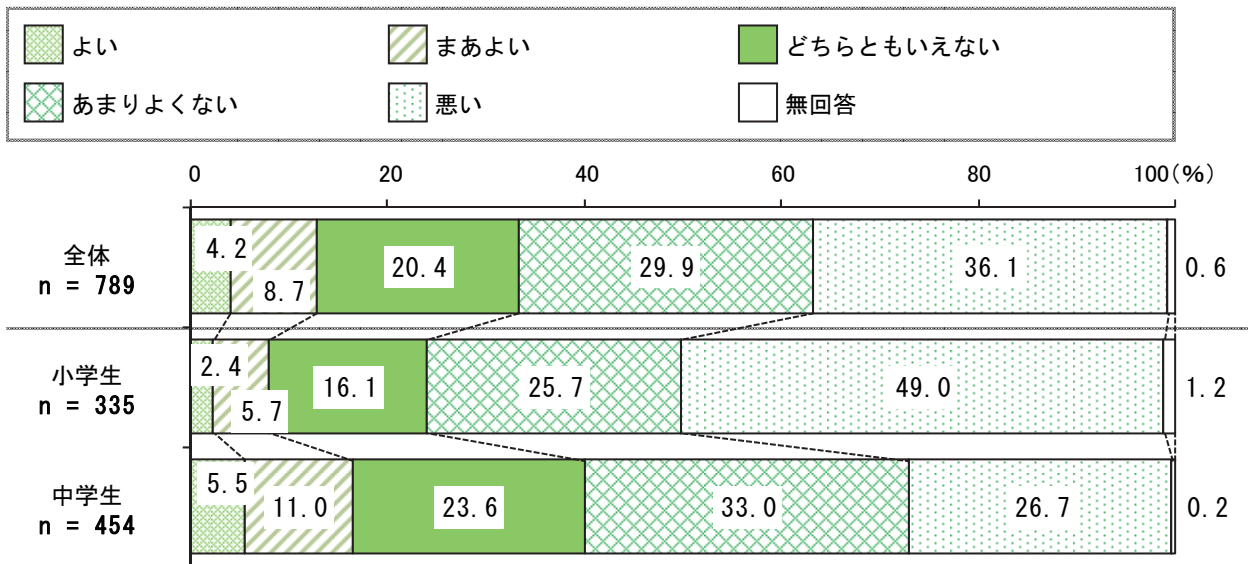 よい まあよい どちらともいえない
あまりよくない 悪い 無回答
0 20 40 60 80 100(%)
全体
n = 789
4.2 8.7 20.4 29.9 36.1 0.6
小学生
n = 335
2.4 5.7 16.1 25.7 49.0 1.2
中学生
n = 454
5.5 11.0 23.6 33.0 26.7 0.2